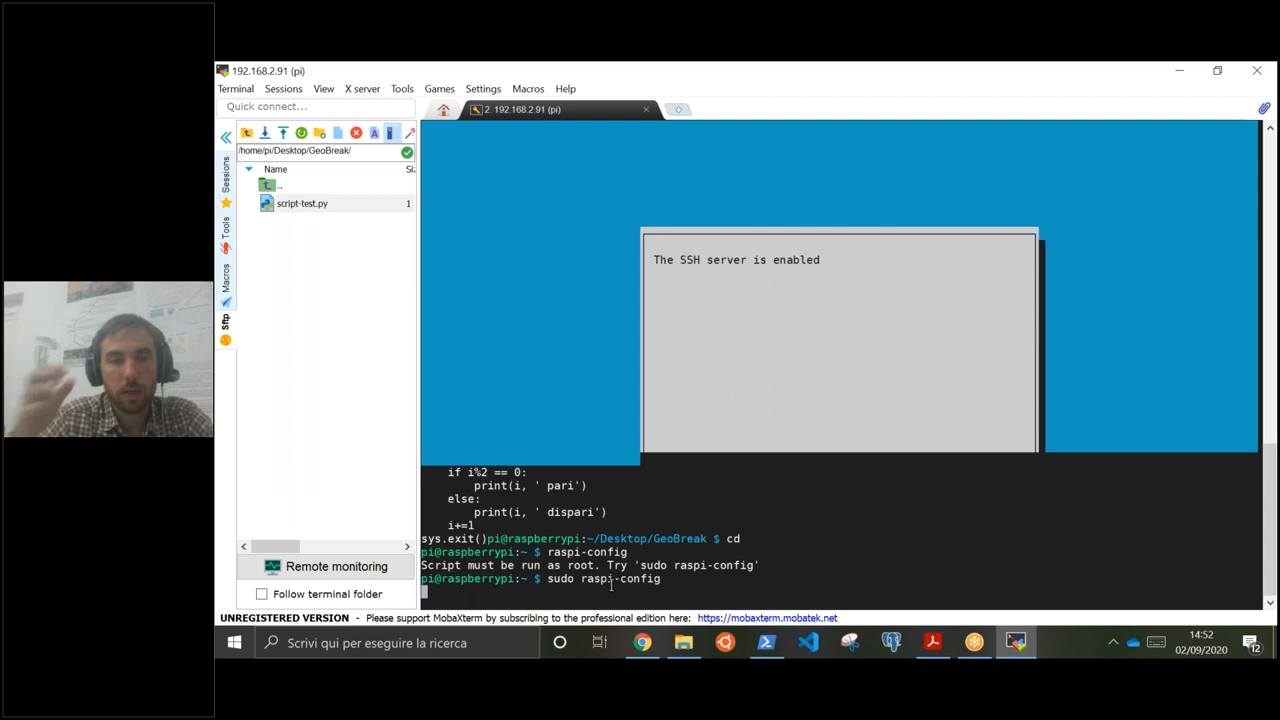 192.168.2.91 (pi)
Terminal Sessions View X server Tools Games Settings Macros Help
Quick connect...
2. 192.168.2.91 (pi)
/home/pi/Desktop/GeoBreak/
Name Si
..
script-test.py 1
Sessions
Tools
Macros
Sftp
The SSH server is enabled
if i%2 == 0:
print(i, ' pari')
else:
print(i, ' dispari')
i+=1
sys.exit()pi@raspberrypi:~/Desktop/GeoBreak $ cd
pi@raspberrypi:~ $ raspi-config
Script must be run as root. Try 'sudo raspi-config'
pi@raspberrypi:~ $ sudo raspi-config
Remote monitoring
Follow terminal folder
UNREGISTERED VERSION - Please support MobaXterm by subscribing to the professional edition here: https://mobaxterm.mobatek.net
Scrivi qui per eseguire la ricerca
14:52
02/09/2020
12